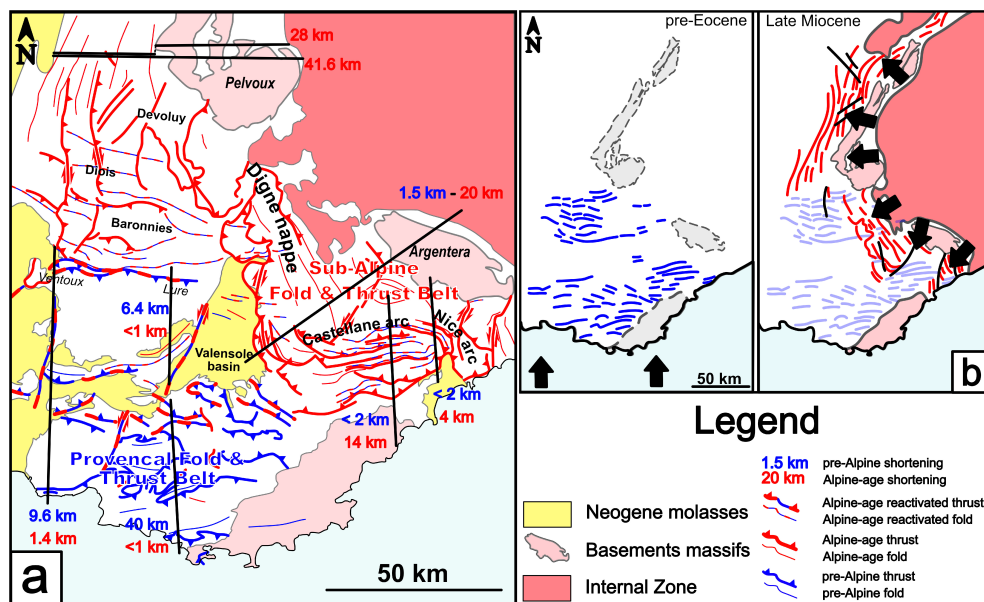 N
28 km
41.6 km
Pelvoux
Devoluy
Diois
Digne nappe
1.5 km - 20 km
Baronnies
Argentera
Sub-Alpine
Fold & Thrust Belt
Ventoux
Lure
6.4 km
<1 km
Castellane arc
Nice arc
Valensole
basin
< 2 km
4 km
< 2 km
14 km
Provencal Fold &
Thrust Belt
9.6 km
1.4 km
40 km
<1 km
50 km
a
N
pre-Eocene
Late Miocene
50 km
b
Legend
Neogene molasses
Basements massifs
Internal Zone
1.5 km pre-Alpine shortening
20 km Alpine-age shortening
Alpine-age reactivated thrust
Alpine-age reactivated fold
Alpine-age thrust
Alpine-age fold
pre-Alpine thrust
pre-Alpine fold